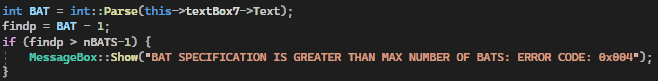 int BAT = int::Parse(this->textBox7->Text);
findp = BAT - 1;
if (findp > nBATS-1) {
MessageBox::Show("BAT SPECIFICATION IS GREATER THAN MAX NUMBER OF BATS: ERROR CODE: 0x004");
}